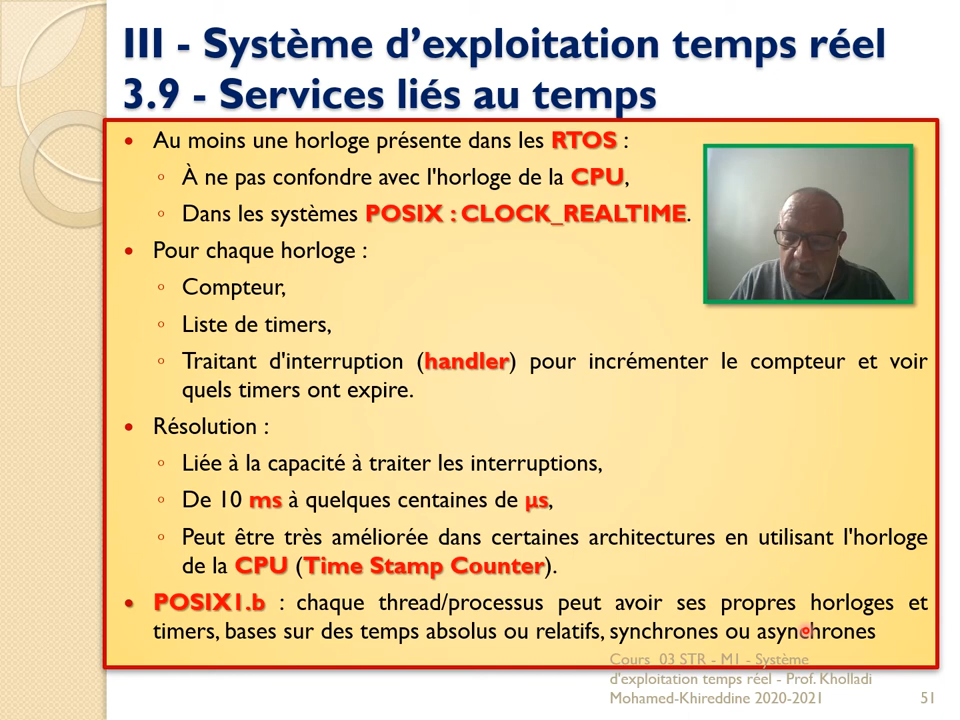 III - Système d'exploitation temps réel
3.9 - Services liés au temps
• Au moins une horloge présente dans les RTOS :
◦ À ne pas confondre avec l'horloge de la CPU,
◦ Dans les systèmes POSIX : CLOCK_REALTIME.
• Pour chaque horloge :
◦ Compteur,
◦ Liste de timers,
◦ Traitant d'interruption (handler) pour incrémenter le compteur et voir
quels timers ont expire.
• Résolution :
◦ Liée à la capacité à traiter les interruptions,
◦ De 10 ms à quelques centaines de µs,
◦ Peut être très améliorée dans certaines architectures en utilisant l'horloge
de la CPU (Time Stamp Counter).
• POSIX1.b : chaque thread/processus peut avoir ses propres horloges et
timers, bases sur des temps absolus ou relatifs, synchrones ou asynchrones
Cours 03 STR - M1 - Système
d'exploitation temps réel - Prof. Kholladi
Mohamed-Khireddine 2020-2021 51